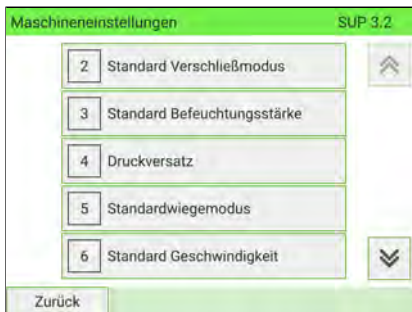 Maschineneinstellungen SUP 3.2
2 Standard Verschließmodus
3 Standard Befeuchtungsstärke
4 Druckversatz
5 Standardwiegemodus
6 Standard Geschwindigkeit
Zurück